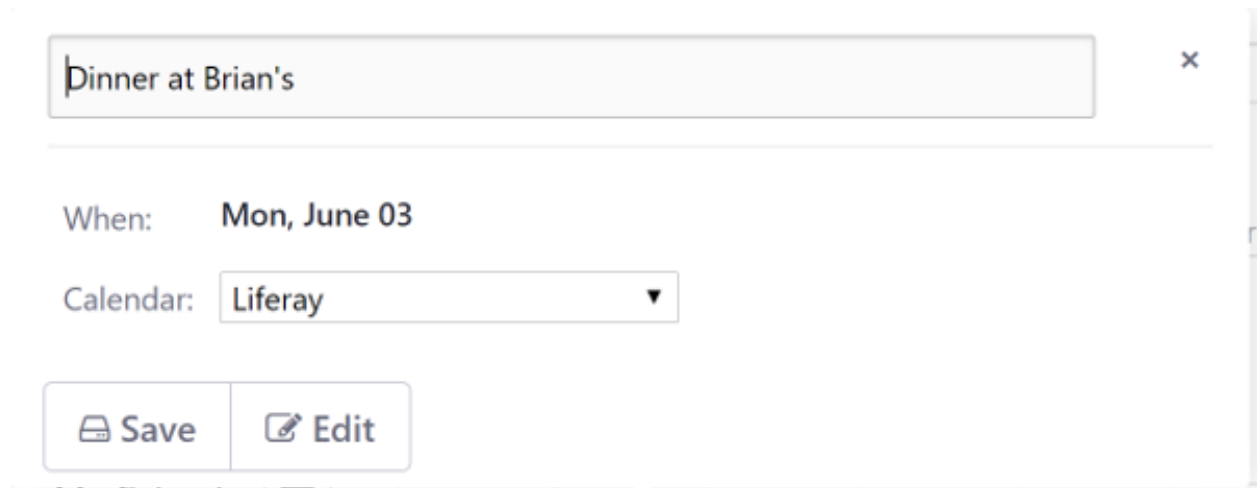 Dinner at Brian's
×
When: Mon, June 03
Calendar: Liferay
Save Edit